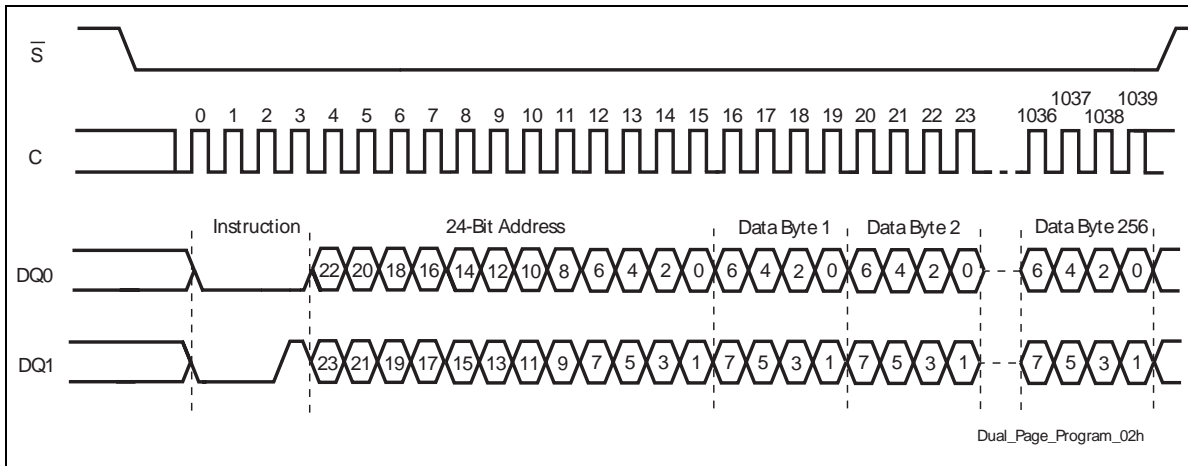 S
0 1 2 3 4 5 6 7 8 9 10 11 12 13 14 15 16 17 18 19 20 21 22 23 1036 1037 1038 1039
C
Instruction 24-Bit Address Data Byte 1 Data Byte 2 Data Byte 256
DQ0 22 20 18 16 14 12 10 8 6 4 2 0 6 4 2 0 6 4 2 0 6 4 2 0
DQ1 23 21 19 17 15 13 11 9 7 5 3 1 7 5 3 1 7 5 3 1 7 5 3 1
Dual_Page_Program_02h